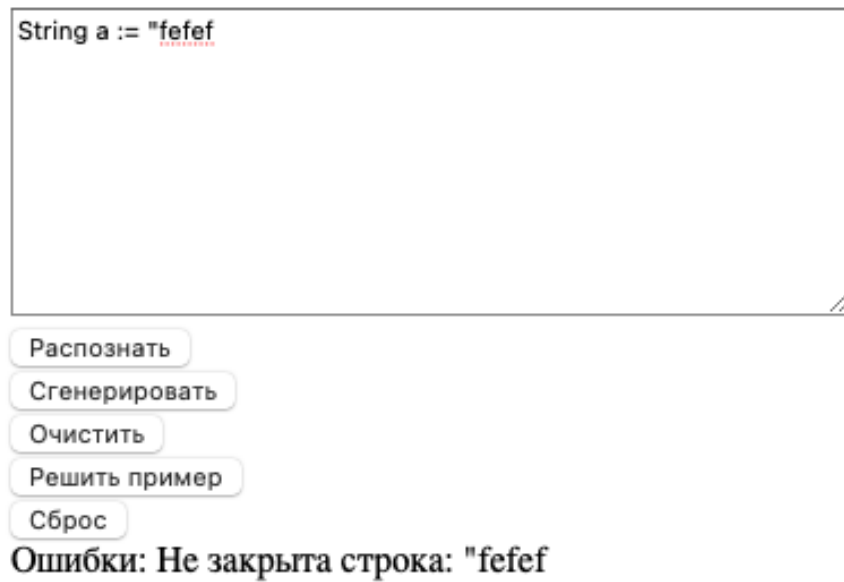 String a := "fefef
Распознать
Сгенерировать
Очистить
Решить пример
Сброс
Ошибки: Не закрыта строка: "fefef